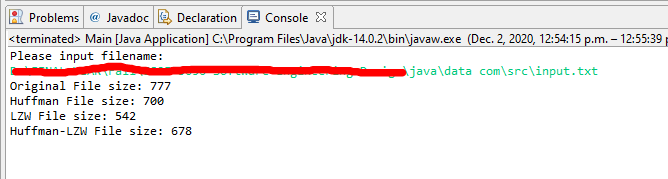 Problems @ Javadoc Declaration Console
<terminated> Main [Java Application] C:\Program Files\Java\jdk-14.0.2\bin\javaw.exe (Dec. 2, 2020, 12:54:15 p.m. – 12:55:39
Please input filename:
\java\data com\src\input.txt
Original File size: 777
Huffman File size: 700
LZW File size: 542
Huffman-LZW File size: 678